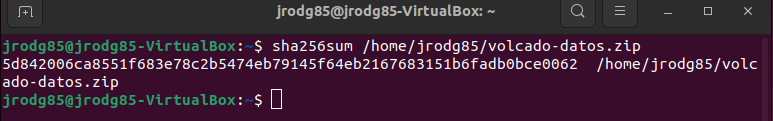 jrodg85@jrodg85-VirtualBox: ~
jrodg85@jrodg85-VirtualBox:~$ sha256sum /home/jrodg85/volcado-datos.zip
5d842006ca8551f683e78c2b5474eb79145f64eb2167683151b6fadb0bce0062  /home/jrodg85/volc
ado-datos.zip
jrodg85@jrodg85-VirtualBox:~$